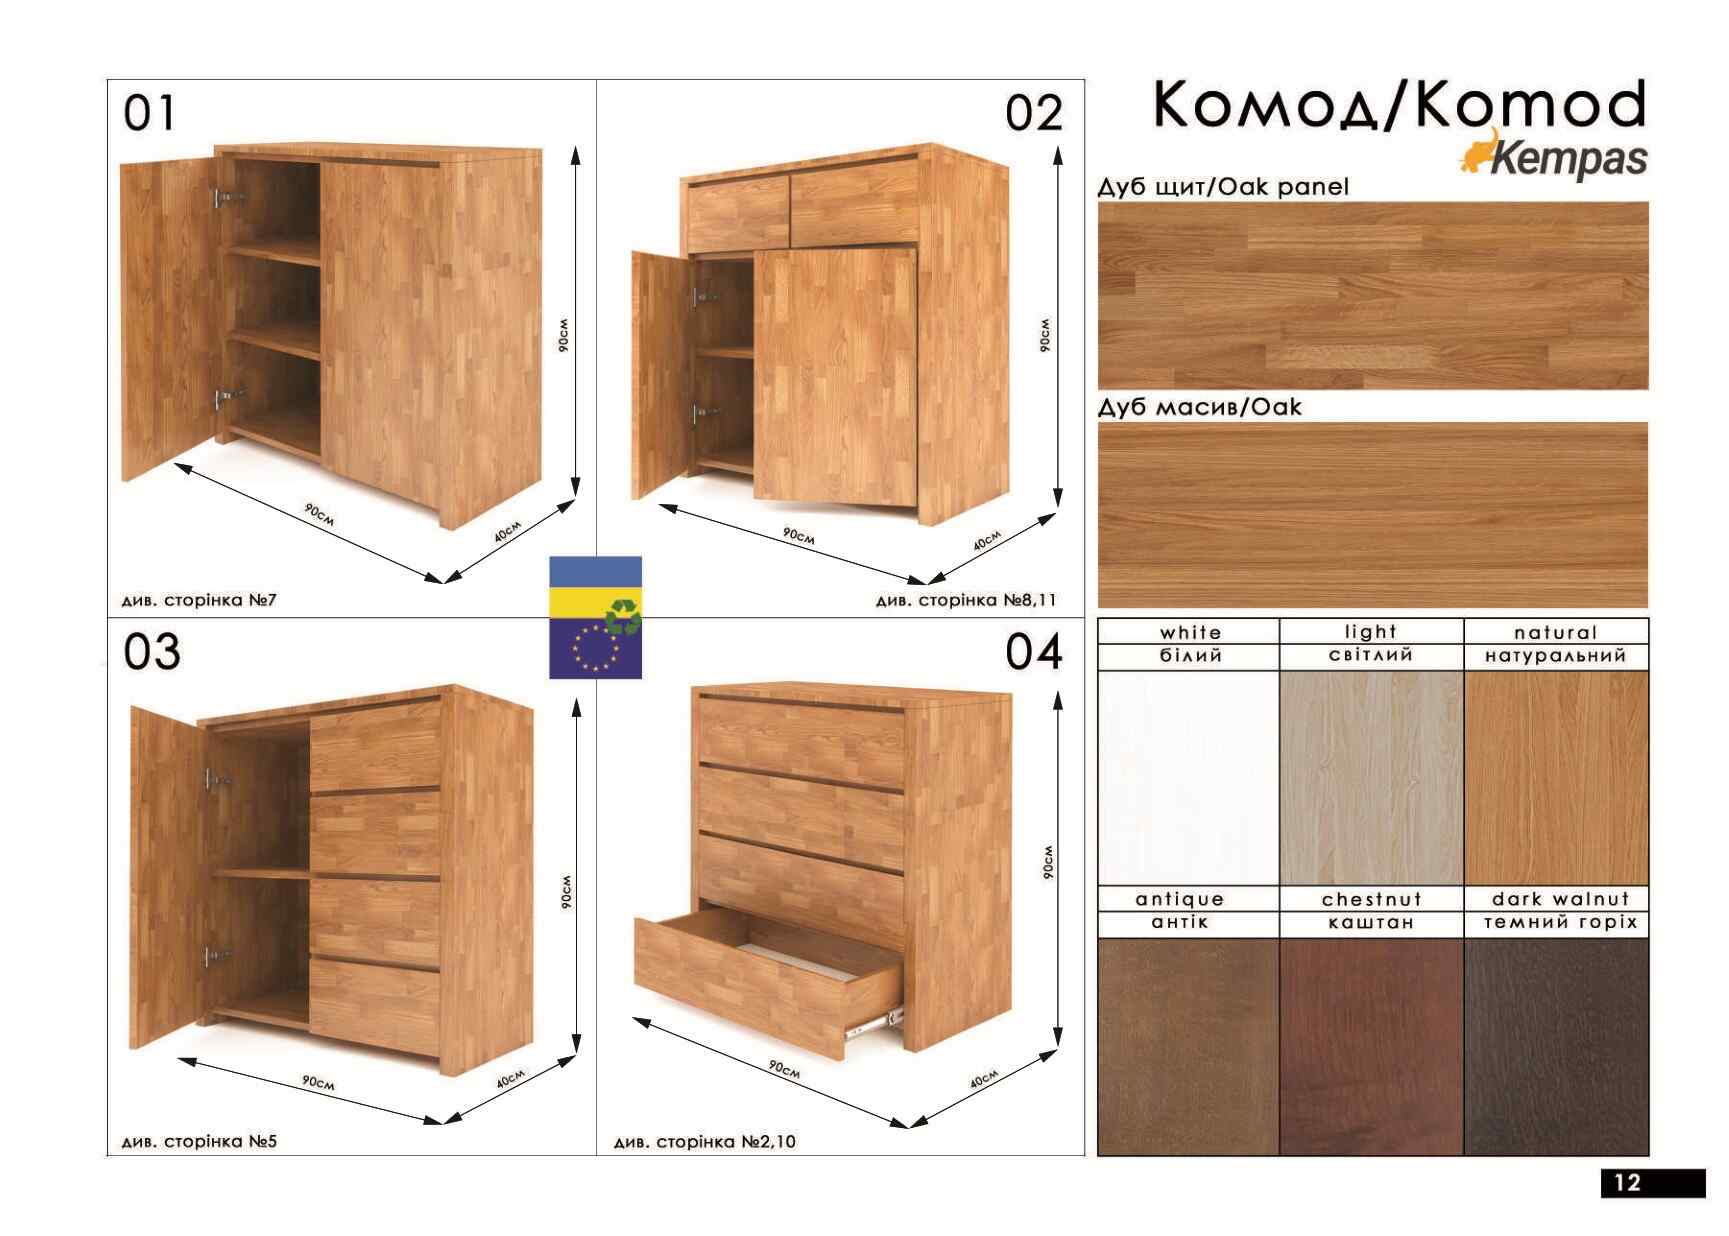 01
90см
90см
40см
див. сторінка №7
02
90см
90см
40см
див. сторінка №8,11
03
90см
90см
40см
див. сторінка №5
04
90см
90см
40см
див. сторінка №2,10
Комод/Komod
Kempas
Дуб щит/Oak panel
Дуб масив/Oak
white light natural
білий світлий натуральний
antique chestnut dark walnut
антік каштан темний горіх
12